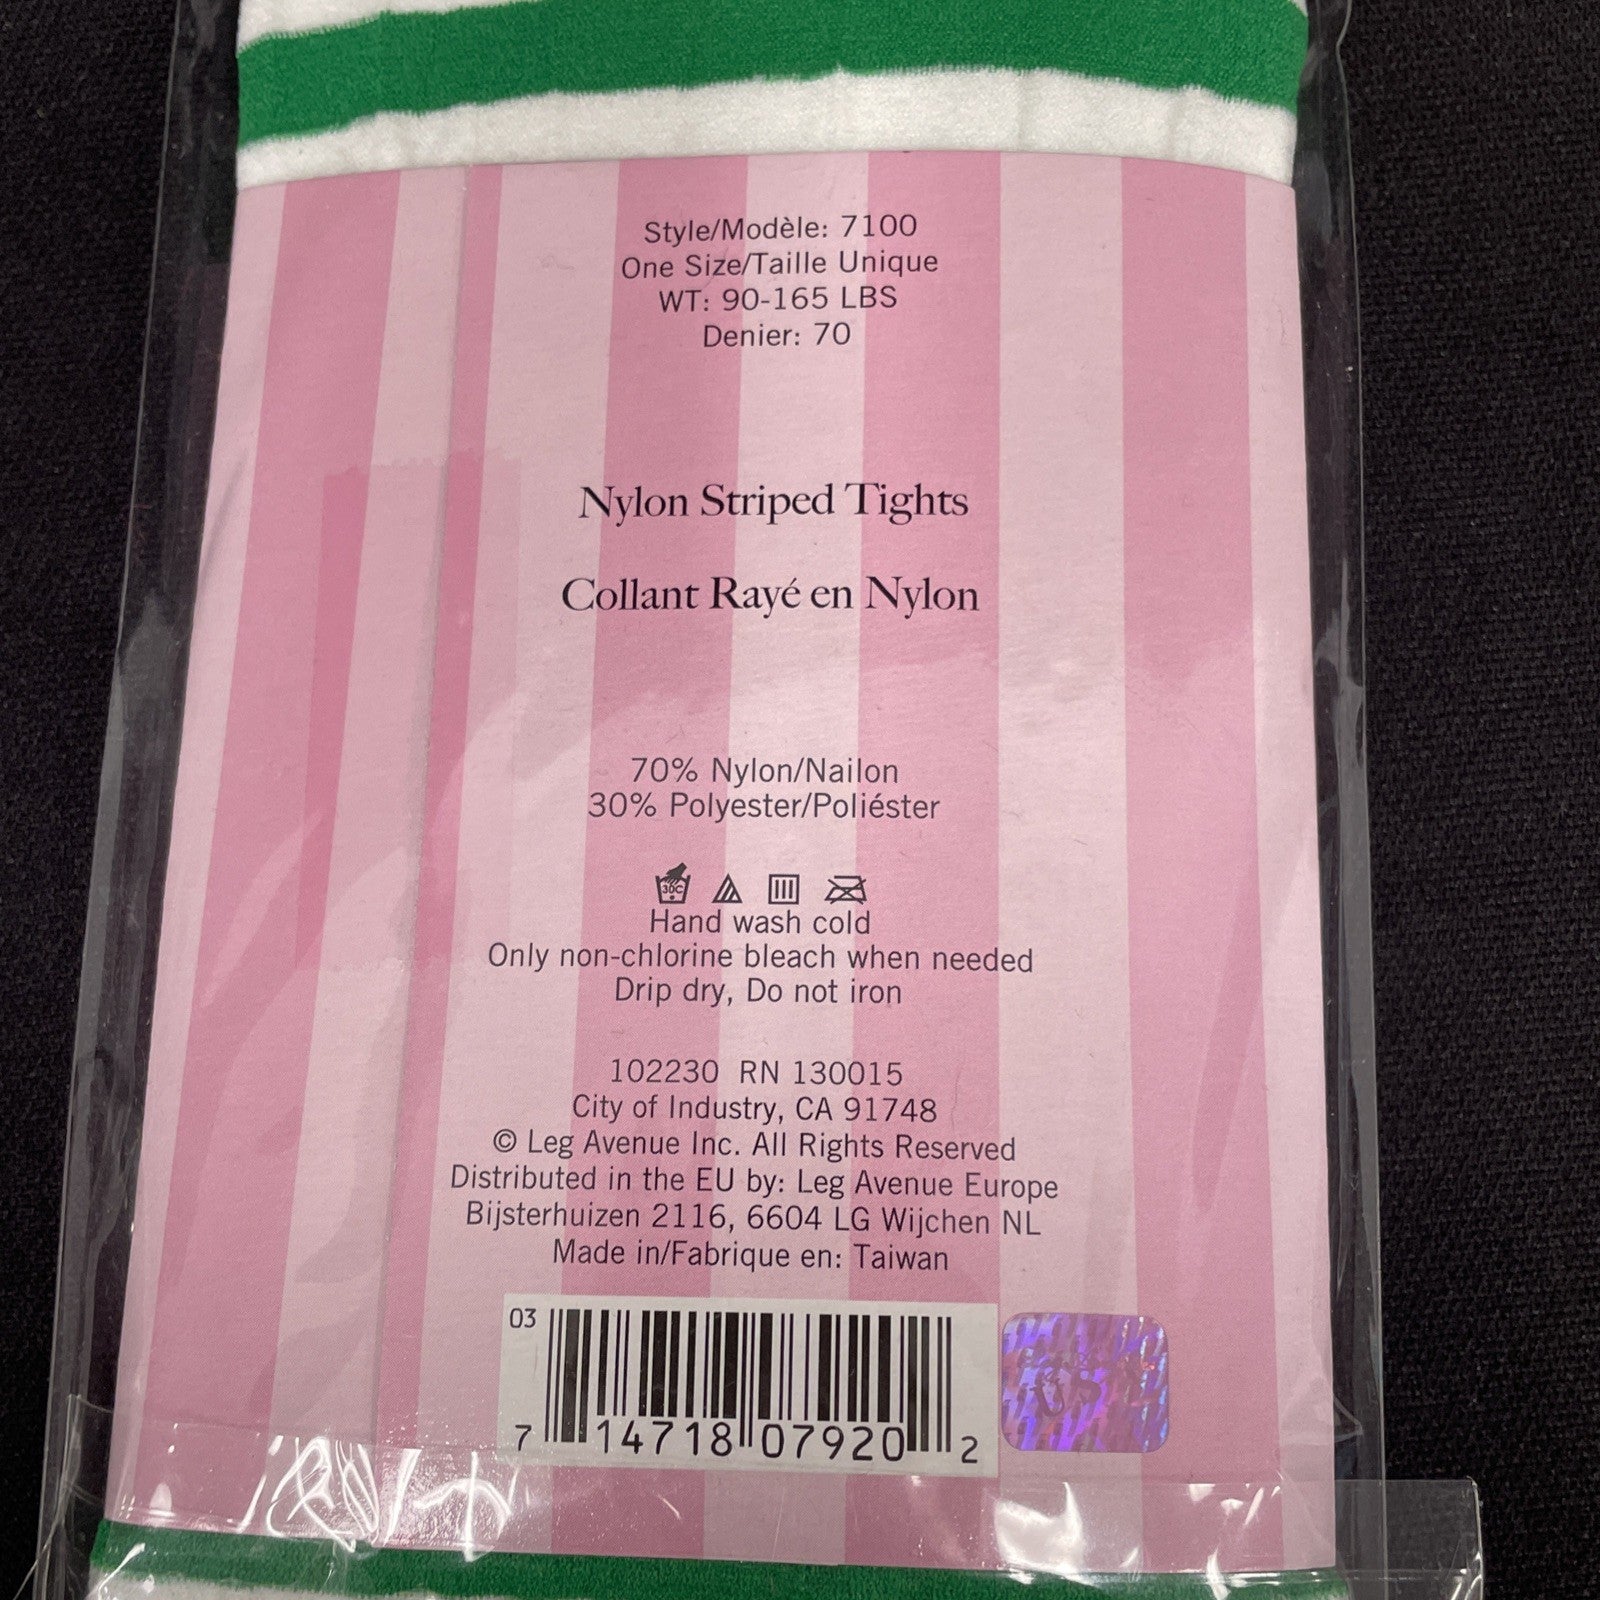 Style/Modèle: 7100
One Size/Taille Unique
WT: 90-165 LBS
Denier: 70
Nylon Striped Tights
Collant Rayé en Nylon
70% Nylon/Nailon
30% Polyester/Poliéster
30C
Hand wash cold
Only non-chlorine bleach when needed
Drip dry, Do not iron
102230 RN 130015
City of Industry, CA 91748
© Leg Avenue Inc. All Rights Reserved
Distributed in the EU by: Leg Avenue Europe
Bijsterhuizen 2116, 6604 LG Wijchen NL
Made in/Fabrique en: Taiwan
03
7 14718 07920 2